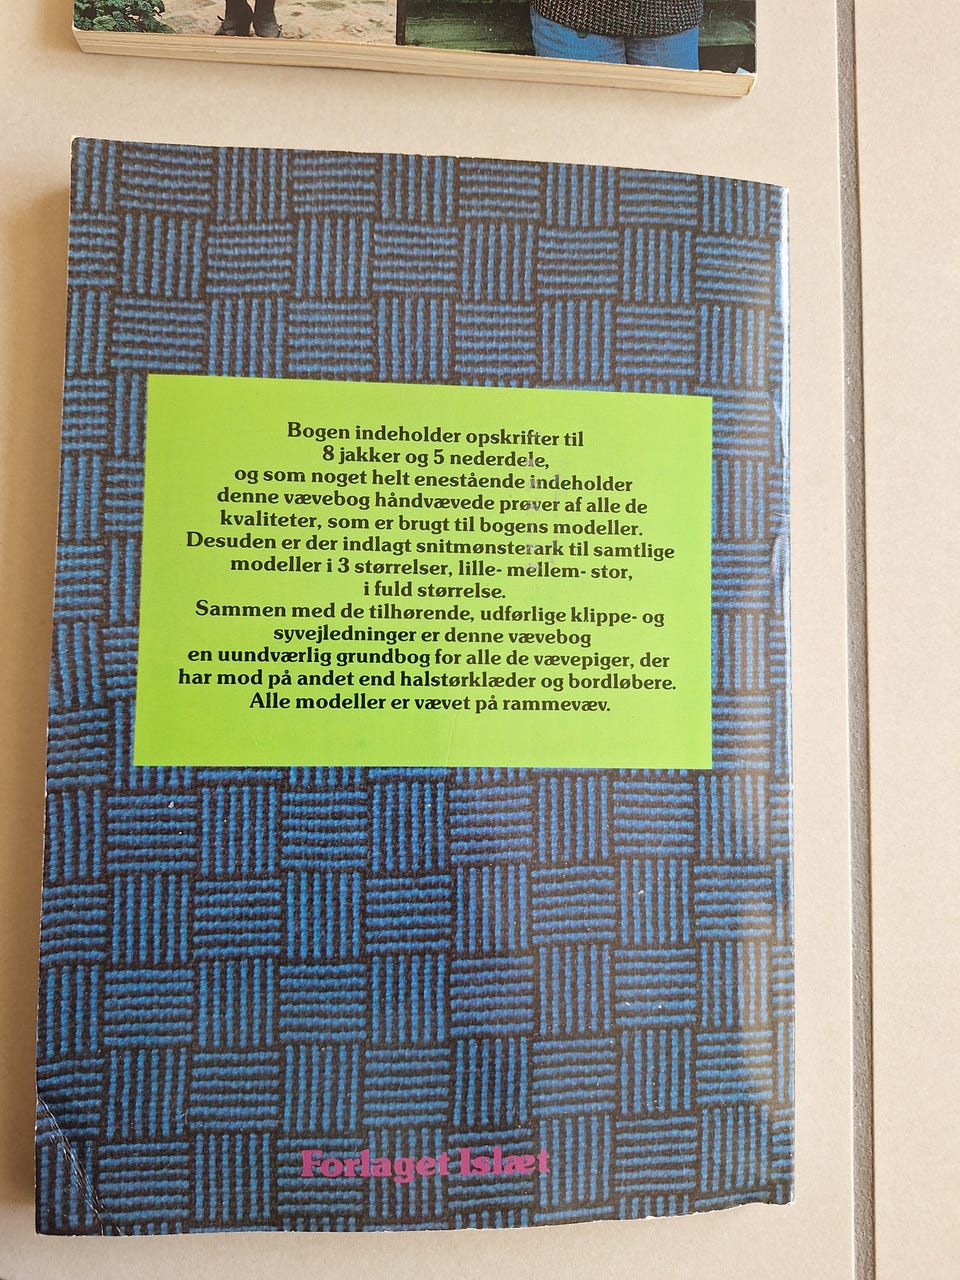 Bogen indeholder opskrifter til
8 jakker og 5 nederdele,
og som noget helt enestående indeholder
denne vævebog håndvævede prøver af alle de
kvaliteter, som er brugt til bogens modeller.
Desuden er der indlagt snitmønsterark til samtlige
modeller i 3 størrelser, lille- mellem- stor,
i fuld størrelse.
Sammen med de tilhørende, udførlige klippe- og
syvejledninger er denne vævebog
en uundværlig grundbog for alle de vævepiger, der
har mod på andet end halstørklæder og bordløbere.
Alle modeller er vævet på rammevæv.
Forlaget Islæt